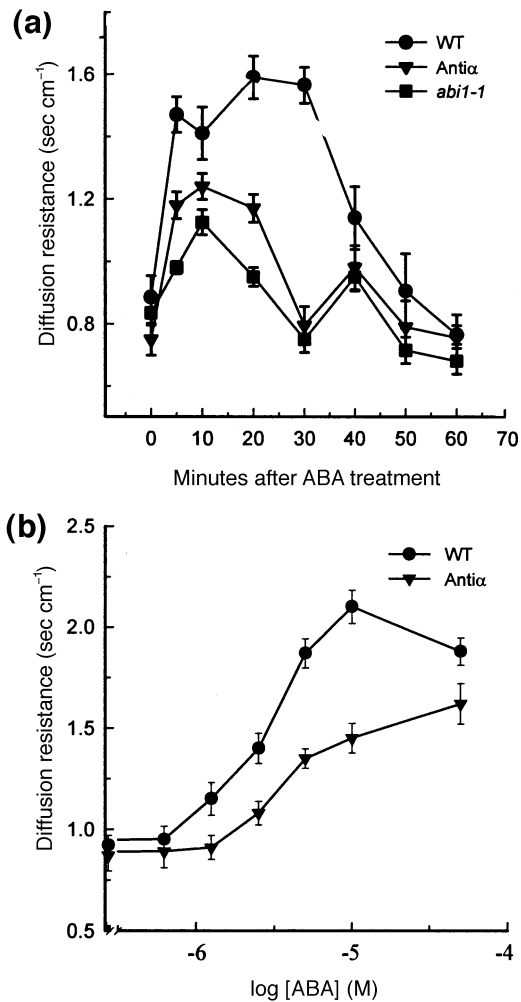 (a)
WT
Antiα
abi1-1
Diffusion resistance (sec cm⁻¹)
1.6
1.2
0.8
0 10 20 30 40 50 60 70
Minutes after ABA treatment
(b)
WT
Antiα
Diffusion resistance (sec cm⁻¹)
2.5
2.0
1.5
1.0
0.5
-6 -5 -4
log [ABA] (M)